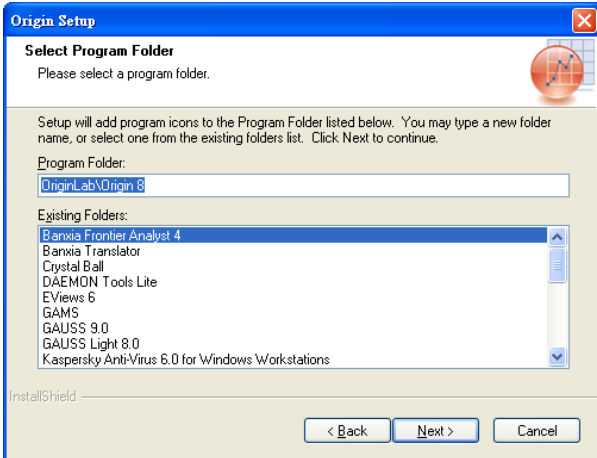 Origin Setup
Select Program Folder
Please select a program folder.
Setup will add program icons to the Program Folder listed below. You may type a new folder
name, or select one from the existing folders list. Click Next to continue.
Program Folder:
OriginLab\Origin 8
Existing Folders:
Banxia Frontier Analyst 4
Banxia Translator
Crystal Ball
DAEMON Tools Lite
EViews 6
GAMS
GAUSS 9.0
GAUSS Light 8.0
Kaspersky Anti-Virus 6.0 for Windows Workstations
InstallShield
< Back
Next >
Cancel